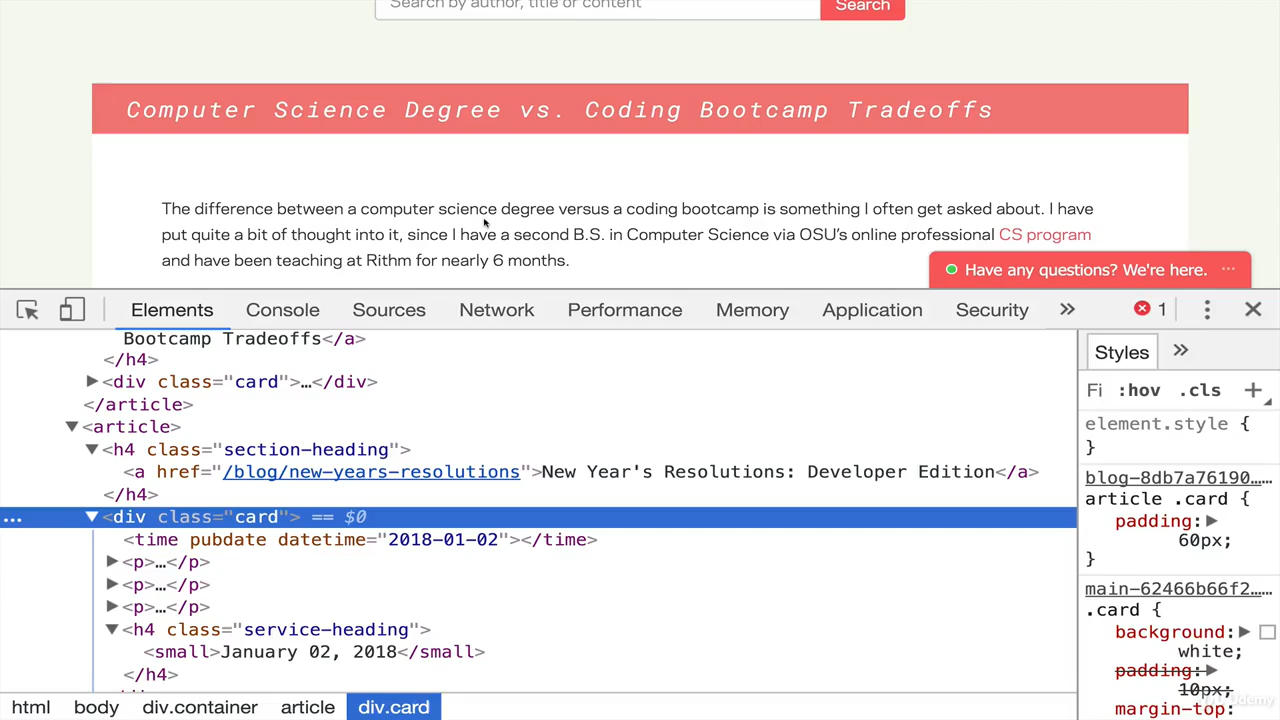 Search by author, title or content
Search
Computer Science Degree vs. Coding Bootcamp Tradeoffs
The difference between a computer science degree versus a coding bootcamp is something I often get asked about. I have
put quite a bit of thought into it, since I have a second B.S. in Computer Science via OSU's online professional CS program
and have been teaching at Rithm for nearly 6 months.
Have any questions? We're here. ...
Elements Console Sources Network Performance Memory Application Security » 1
Bootcamp Tradeoffs</a>
</h4>
<div class="card">…</div>
</article>
<article>
<h4 class="section-heading">
<a href="/blog/new-years-resolutions">New Year's Resolutions: Developer Edition</a>
</h4>
... <div class="card"> == $0
<time pubdate datetime="2018-01-02"></time>
<p>…</p>
<p>…</p>
<p>…</p>
<h4 class="service-heading">
<small>January 02, 2018</small>
</h4>
html body div.container article div.card
Styles »
Fi :hov .cls +
element.style {
}
blog-8db7a76190…
article .card {
padding:
60px;
}
main-62466b66f2…
.card {
background:
white;
padding:
10px;
margin-top:
Udemy